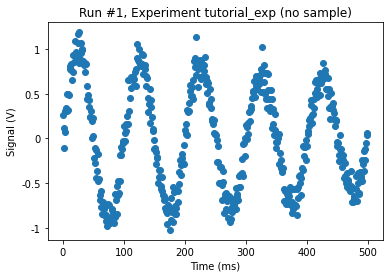 Run #1, Experiment tutorial_exp (no sample)
1
0.5
0
-0.5
-1
Signal (V)
0 100 200 300 400 500
Time (ms)